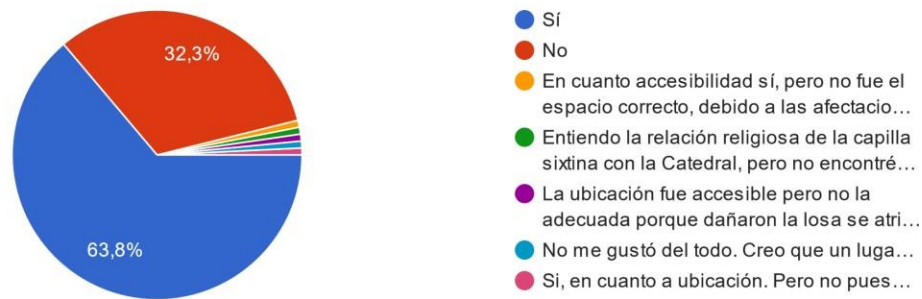 32,3%
63,8%
Sí
No
En cuanto accesibilidad sí, pero no fue el
espacio correcto, debido a las afectacio...
Entiendo la relación religiosa de la capilla
sixtina con la Catedral, pero no encontré...
La ubicación fue accesible pero no la
adecuada porque dañaron la losa se atri...
No me gustó del todo. Creo que un luga...
Si, en cuanto a ubicación. Pero no pues...